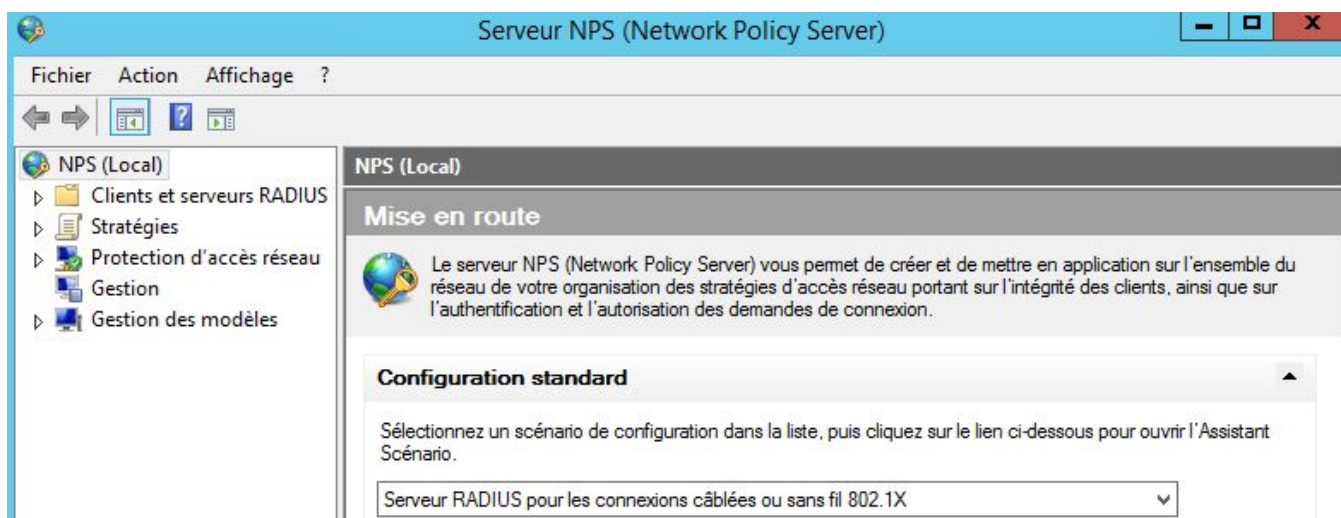 Serveur NPS (Network Policy Server)
Fichier Action Affichage ?
NPS (Local)
Clients et serveurs RADIUS
Stratégies
Protection d'accès réseau
Gestion
Gestion des modèles
NPS (Local)
Mise en route
Le serveur NPS (Network Policy Server) vous permet de créer et de mettre en application sur l'ensemble du
réseau de votre organisation des stratégies d'accès réseau portant sur l'intégrité des clients, ainsi que sur
l'authentification et l'autorisation des demandes de connexion.
Configuration standard
Sélectionnez un scénario de configuration dans la liste, puis cliquez sur le lien ci-dessous pour ouvrir l'Assistant
Scénario.
Serveur RADIUS pour les connexions câblées ou sans fil 802.1X